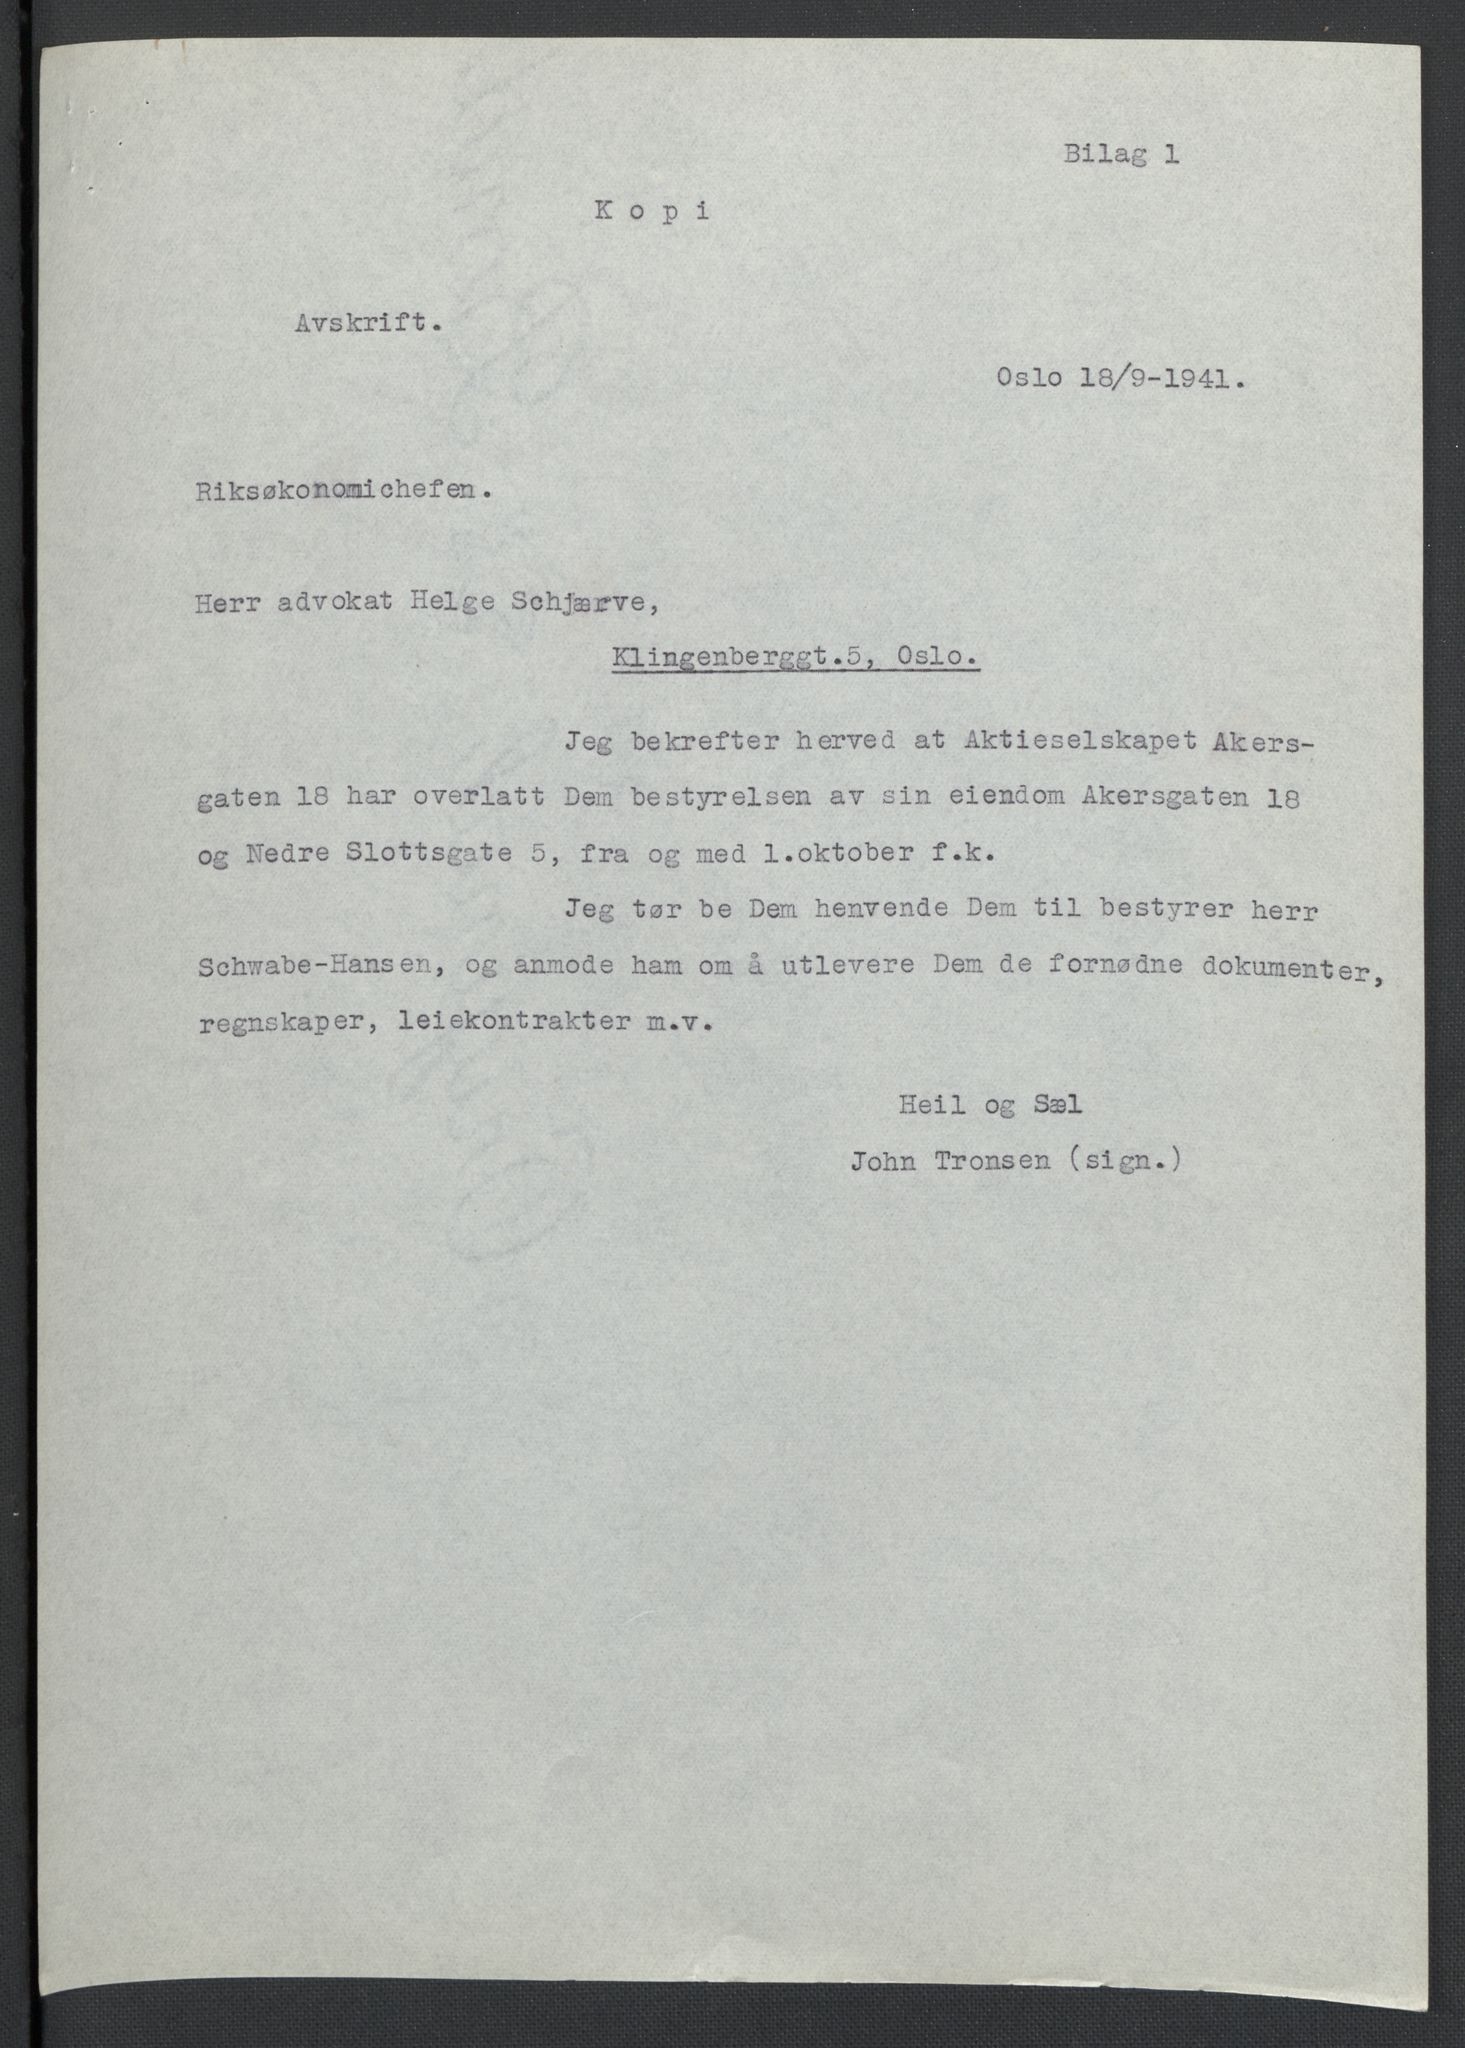 Bilag 1
Kopi
Avskrift.
Oslo 18/9-1941.
Riksøkonomichefen.
Herr advokat Helge Schjærve,
Klingenberggt.5, Oslo.
Jeg bekrefter herved at Aktieselskapet Akers-
gaten 18 har overlatt Dem bestyrelsen av sin eiendom Akersgaten 18
og Nedre Slottsgate 5, fra og med 1.oktober f.k.
Jeg tør be Dem henvende Dem til bestyrer herr
Schwabe-Hansen, og anmode ham om å utlevere Dem de fornødne dokumenter,
regnskaper, leiekontrakter m.v.
Heil og Sæl
John Tronsen (sign.)